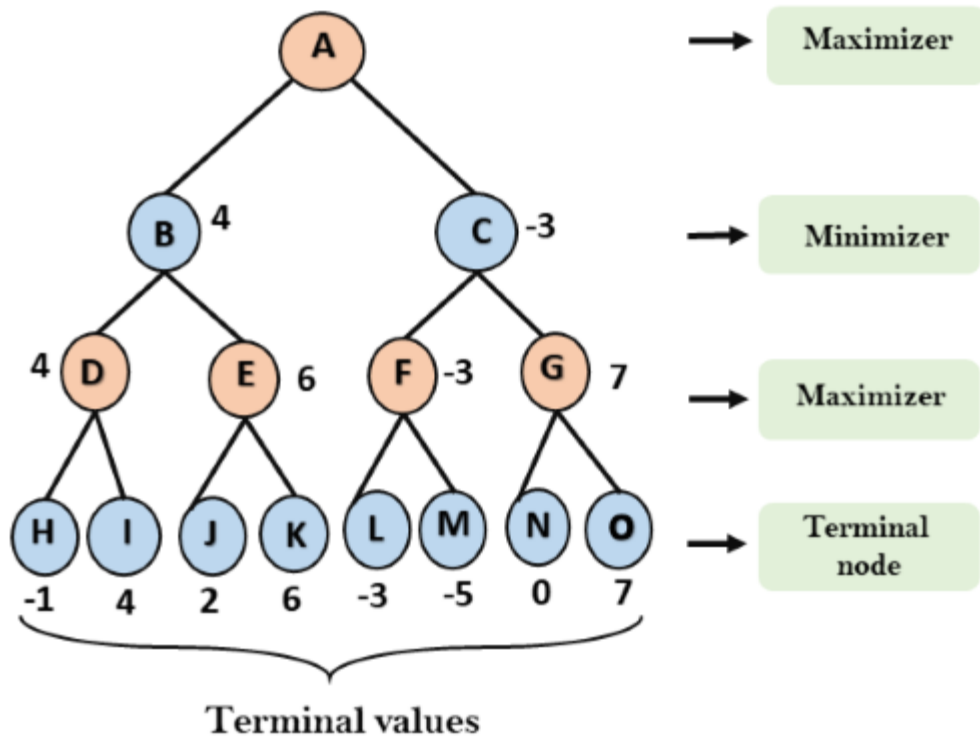 A
Maximizer
B
4
C
-3
Minimizer
4
D
E
6
F
-3
G
7
Maximizer
H
I
J
K
L
M
N
O
Terminal
node
-1
4
2
6
-3
-5
0
7
Terminal values